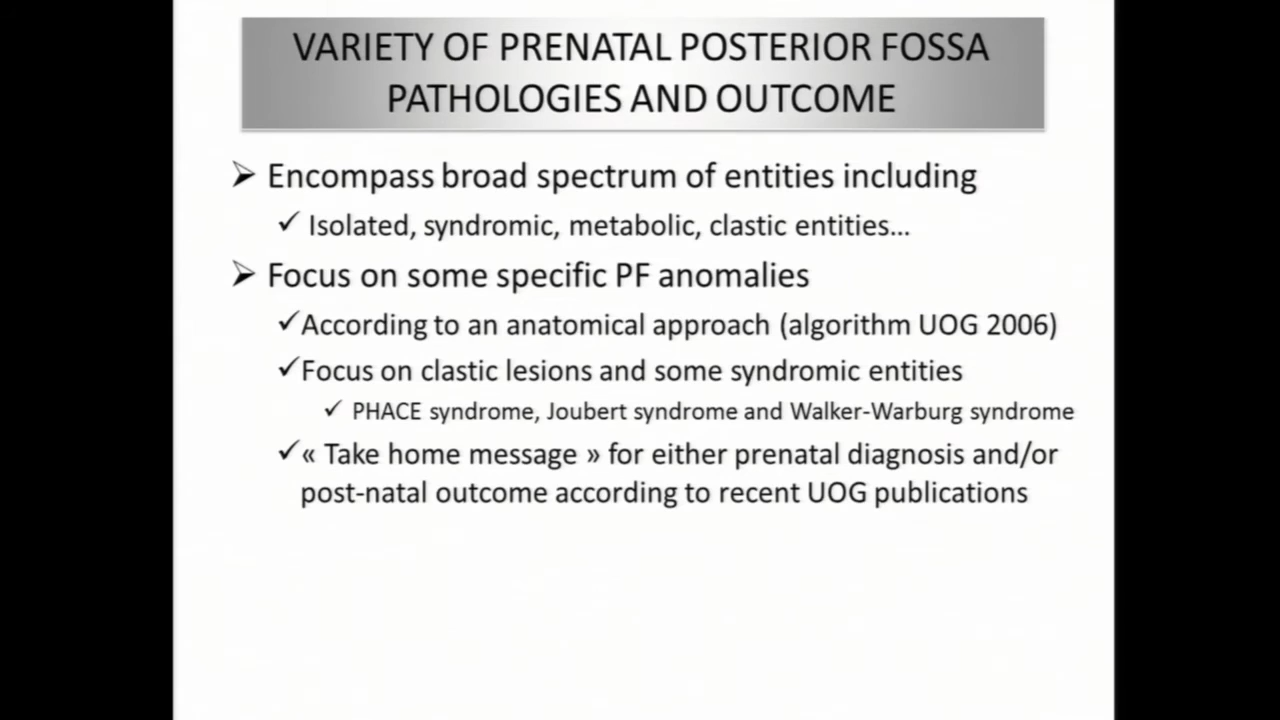 VARIETY OF PRENATAL POSTERIOR FOSSA
PATHOLOGIES AND OUTCOME
➢ Encompass broad spectrum of entities including
✓ Isolated, syndromic, metabolic, clastic entities...
➢ Focus on some specific PF anomalies
✓According to an anatomical approach (algorithm UOG 2006)
✓Focus on clastic lesions and some syndromic entities
✓ PHACE syndrome, Joubert syndrome and Walker-Warburg syndrome
✓« Take home message » for either prenatal diagnosis and/or
post-natal outcome according to recent UOG publications